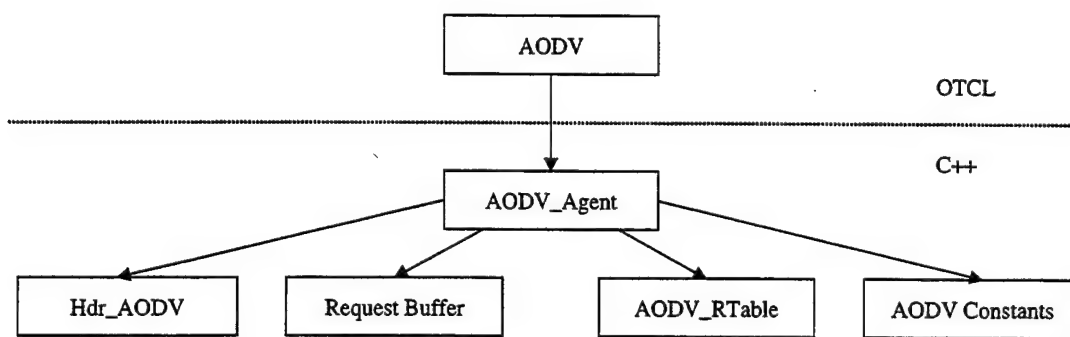 AODV
OTCL
C++
AODV_Agent
Hdr_AODV
Request Buffer
AODV_RTable
AODV Constants